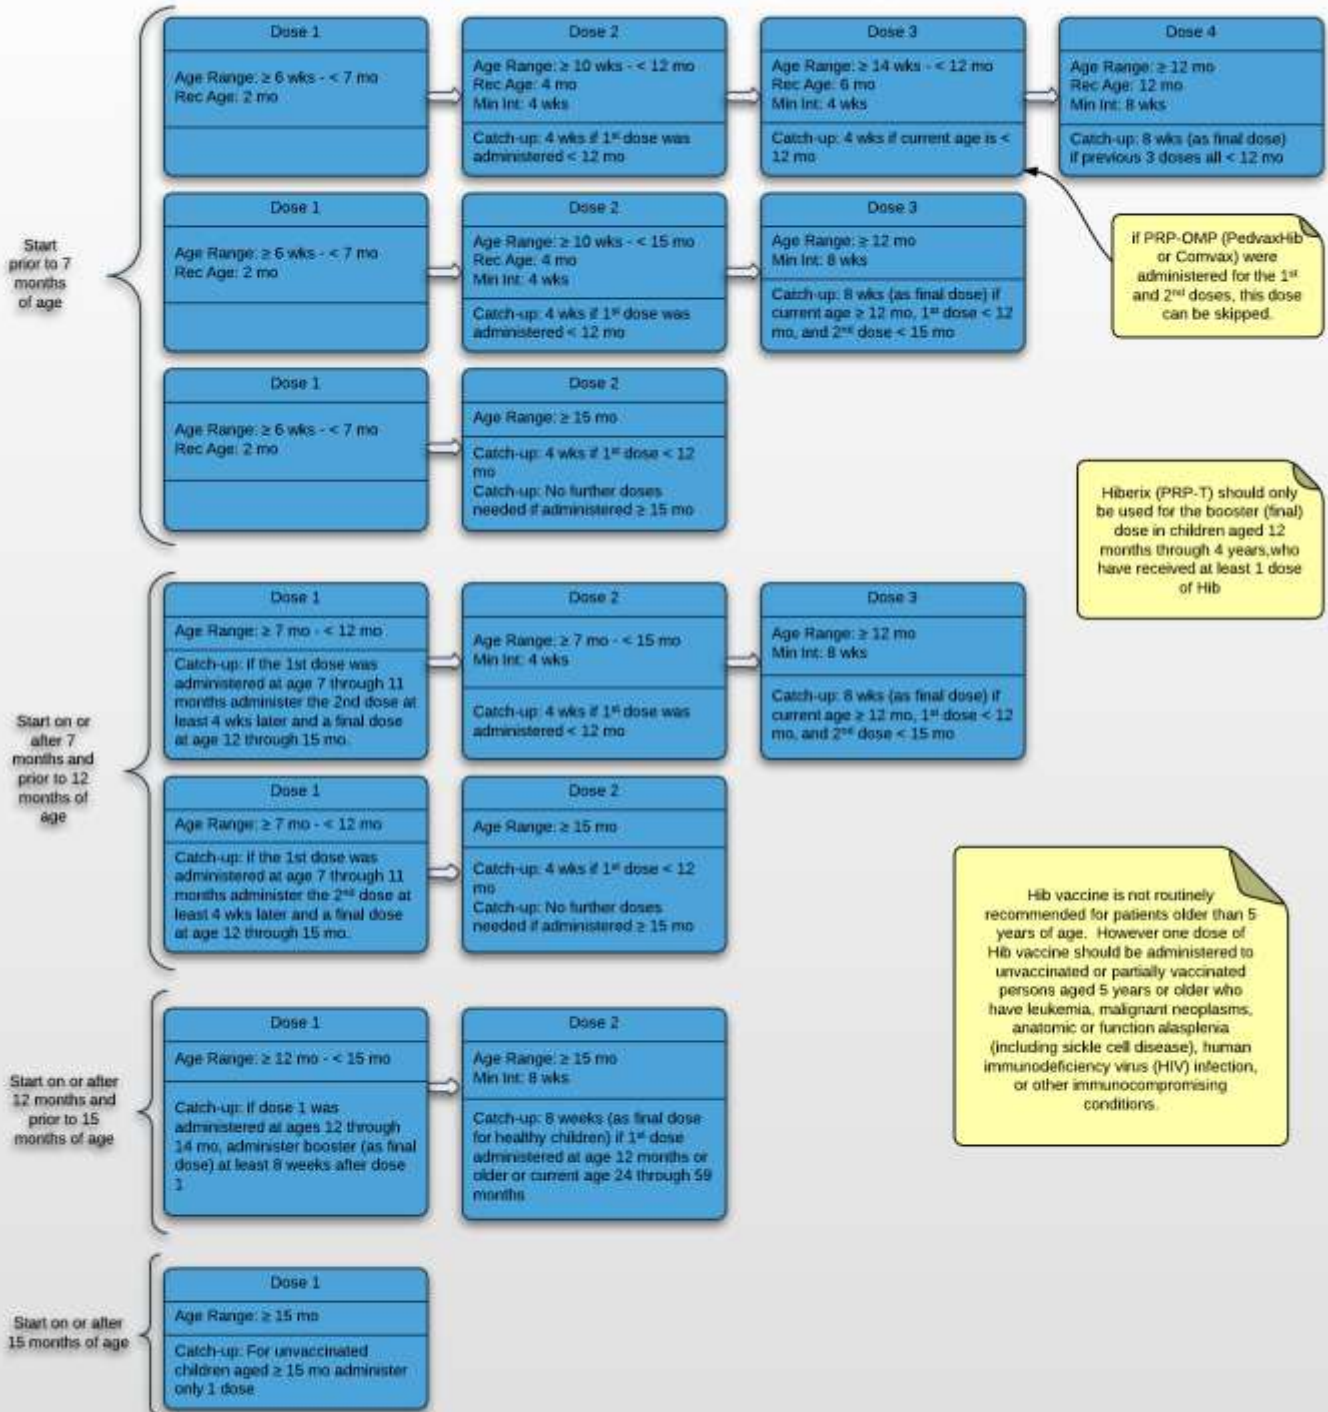 Start
prior to 7
months
of age
Dose 1
Age Range: ≥ 6 wks - < 7 mo
Rec Age: 2 mo
Dose 2
Age Range: ≥ 10 wks - < 12 mo
Rec Age: 4 mo
Min Int: 4 wks
Catch-up: 4 wks if 1st dose was
administered < 12 mo
Dose 3
Age Range: ≥ 14 wks - < 12 mo
Rec Age: 6 mo
Min Int: 4 wks
Catch-up: 4 wks if current age is <
12 mo
Dose 4
Age Range: ≥ 12 mo
Rec Age: 12 mo
Min Int: 8 wks
Catch-up: 8 wks (as final dose)
if previous 3 doses all < 12 mo
if PRP-OMP (PedvaxHib
or Comvax) were
administered for the 1st
and 2nd doses, this dose
can be skipped.
Dose 1
Age Range: ≥ 6 wks - < 7 mo
Rec Age: 2 mo
Dose 2
Age Range: ≥ 10 wks - < 15 mo
Rec Age: 4 mo
Min Int: 4 wks
Catch-up: 4 wks if 1st dose was
administered < 12 mo
Dose 3
Age Range: ≥ 12 mo
Min Int: 8 wks
Catch-up: 8 wks (as final dose) if
current age ≥ 12 mo, 1st dose < 12
mo, and 2nd dose < 15 mo
Dose 1
Age Range: ≥ 6 wks - < 7 mo
Rec Age: 2 mo
Dose 2
Age Range: ≥ 15 mo
Catch-up: 4 wks if 1st dose < 12
mo
Catch-up: No further doses
needed if administered ≥ 15 mo
Hiberix (PRP-T) should only
be used for the booster (final)
dose in children aged 12
months through 4 years,who
have received at least 1 dose
of Hib
Start on or
after 7
months and
prior to 12
months of
age
Dose 1
Age Range: ≥ 7 mo - < 12 mo
Catch-up: if the 1st dose was
administered at age 7 through 11
months administer the 2nd dose at
least 4 wks later and a final dose
at age 12 through 15 mo.
Dose 2
Age Range: ≥ 7 mo - < 15 mo
Min Int: 4 wks
Catch-up: 4 wks if 1st dose was
administered < 12 mo
Dose 3
Age Range: ≥ 12 mo
Min Int: 8 wks
Catch-up: 8 wks (as final dose) if
current age ≥ 12 mo, 1st dose < 12
mo, and 2nd dose < 15 mo
Dose 1
Age Range: ≥ 7 mo - < 12 mo
Catch-up: if the 1st dose was
administered at age 7 through 11
months administer the 2nd dose at
least 4 wks later and a final dose
at age 12 through 15 mo.
Dose 2
Age Range: ≥ 15 mo
Catch-up: 4 wks if 1st dose < 12
mo
Catch-up: No further doses
needed if administered ≥ 15 mo
Hib vaccine is not routinely
recommended for patients older than 5
years of age. However one dose of
Hib vaccine should be administered to
unvaccinated or partially vaccinated
persons aged 5 years or older who
have leukemia, malignant neoplasms,
anatomic or function alasplenia
(including sickle cell disease), human
immunodeficiency virus (HIV) infection,
or other immunocompromising
conditions.
Start on or after
12 months and
prior to 15
months of age
Dose 1
Age Range: ≥ 12 mo - < 15 mo
Catch-up: if dose 1 was
administered at ages 12 through
14 mo, administer booster (as final
dose) at least 8 weeks after dose
1
Dose 2
Age Range: ≥ 15 mo
Min Int: 8 wks
Catch-up: 8 weeks (as final dose
for healthy children) if 1st dose
administered at age 12 months or
older or current age 24 through 59
months
Start on or after
15 months of age
Dose 1
Age Range: ≥ 15 mo
Catch-up: For unvaccinated
children aged ≥ 15 mo administer
only 1 dose